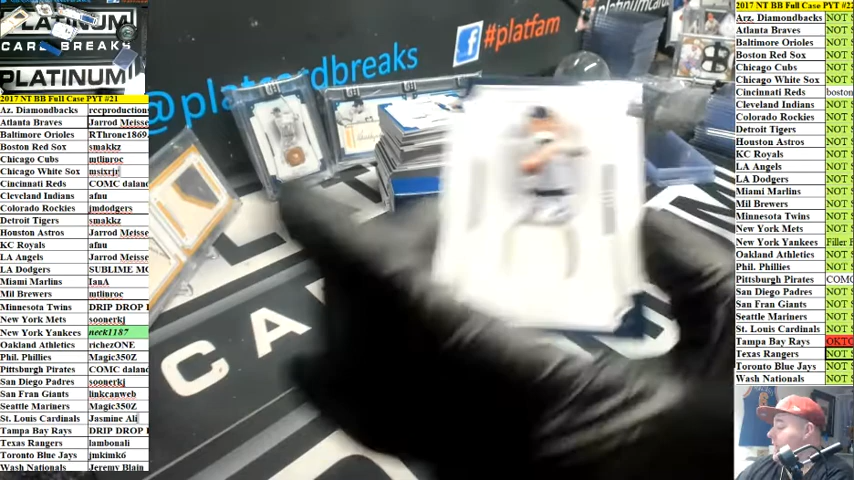 PLATINUM
CARD BREAKS
PLATINUM
2017 NT BB Full Case PYT #21
Az. Diamondbacks rccproductions
Atlanta Braves Jarrod Meisse
Baltimore Orioles RThrone1869
Boston Red Sox smakkz
Chicago Cubs mtlinroc
Chicago White Sox msixrjr
Cincinnati Reds COMC daland
Cleveland Indians afnu
Colorado Rockies jmdodgers
Detroit Tigers smakkz
Houston Astros Jarrod Meisse
KC Royals afnu
LA Angels Jarrod Meisse
LA Dodgers SUBLIME MO
Miami Marlins IanA
Mil Brewers mtlinroc
Minnesota Twins DRIP DROP
New York Mets soonerkj
New York Yankees neck1187
Oakland Athletics richezONE
Phil. Phillies Magic350Z
Pittsburgh Pirates COMC daland
San Diego Padres soonerkj
San Fran Giants linkcanweb
Seattle Mariners Magic350Z
St. Louis Cardinals Jasmine Ali
Tampa Bay Rays DRIP DROP
Texas Rangers lambonali
Toronto Blue Jays jmkimk6
Wash Nationals Jeremy Blain
@platcardbreaks
f #platfam
CA
2017 NT BB Full Case PYT #22
Arz. Diamondbacks NOT S
Atlanta Braves NOT S
Baltimore Orioles NOT S
Boston Red Sox NOT S
Chicago Cubs NOT S
Chicago White Sox NOT S
Cincinnati Reds boston
Cleveland Indians NOT S
Colorado Rockies NOT S
Detroit Tigers NOT S
Houston Astros NOT S
KC Royals NOT S
LA Angels NOT S
LA Dodgers NOT S
Miami Marlins NOT S
Mil Brewers NOT S
Minnesota Twins NOT S
New York Mets NOT S
New York Yankees Filler F
Oakland Athletics NOT S
Phil. Phillies NOT S
Pittsburgh Pirates COMC
San Diego Padres NOT S
San Fran Giants NOT S
Seattle Mariners NOT S
St. Louis Cardinals NOT S
Tampa Bay Rays OKTO
Texas Rangers NOT S
Toronto Blue Jays NOT S
Wash Nationals NOT S